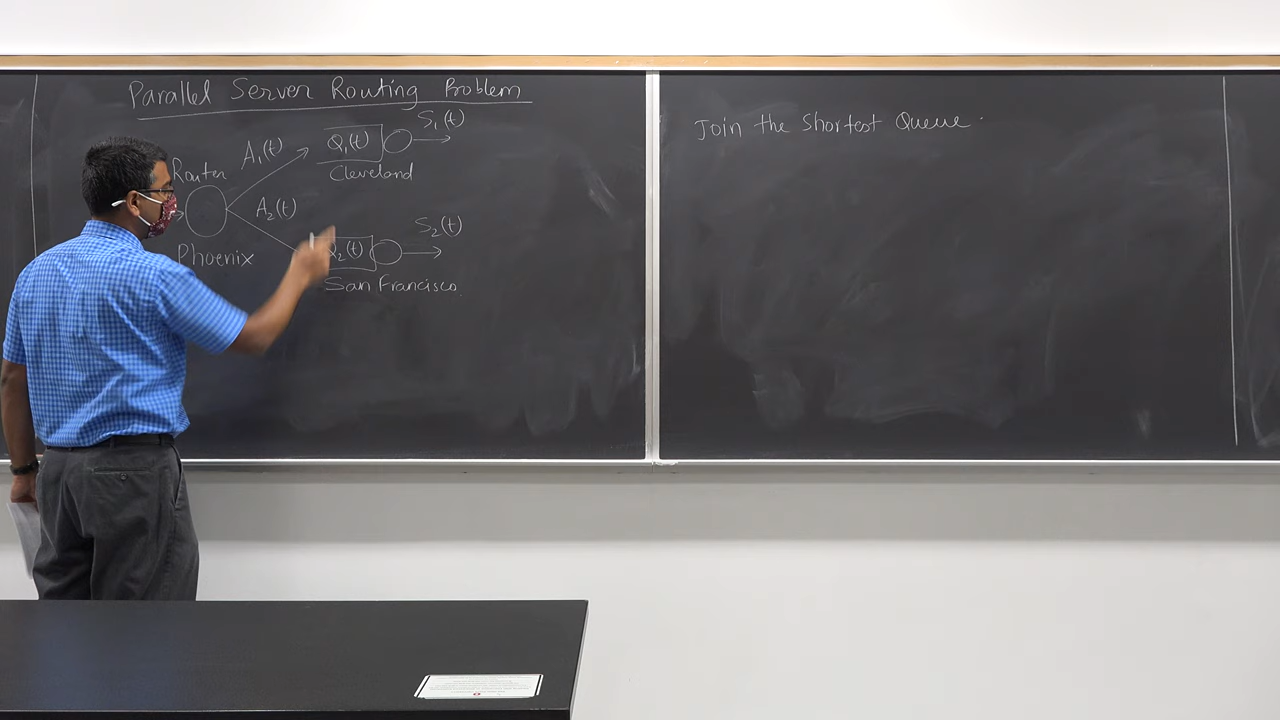 Parallel Server Routing Problem
S₁(t)
A₁(t) Q₁(t)
Router Cleveland
A₂(t)
S₂(t)
Q₂(t)
Phoenix
San Francisco.
Join the Shortest Queue.